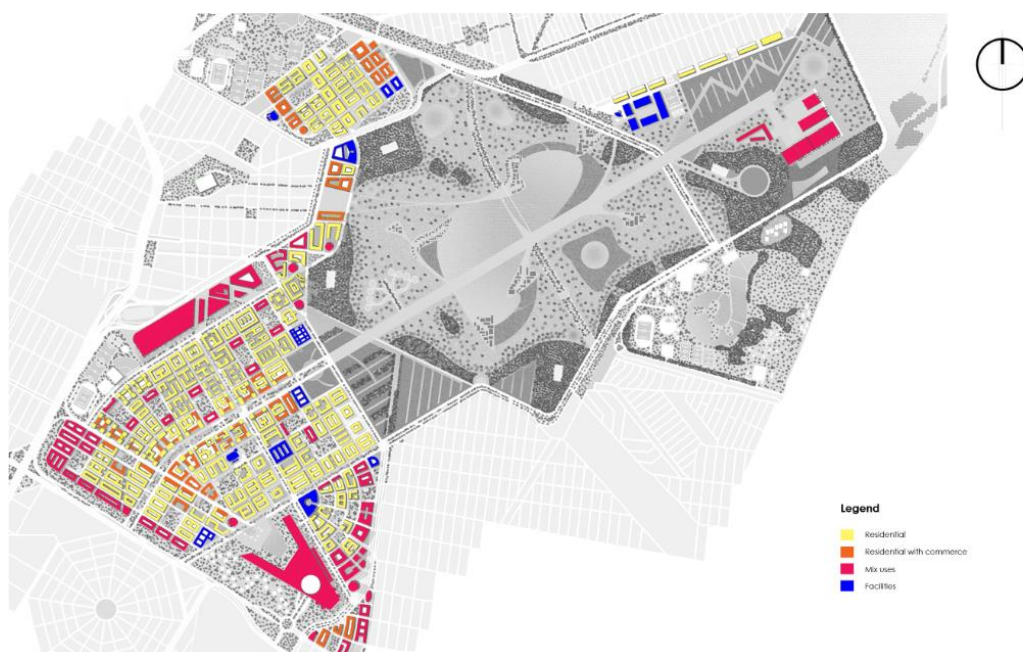 Legend
Residential
Residential with commerce
Mix uses
Facilities